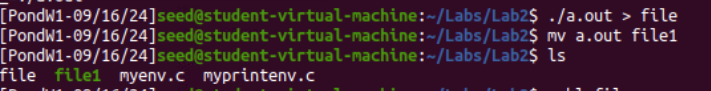 [PondW1-09/16/24]seed@student-virtual-machine:~/Labs/Lab2$ ./a.out > file
[PondW1-09/16/24]seed@student-virtual-machine:~/Labs/Lab2$ mv a.out file1
[PondW1-09/16/24]seed@student-virtual-machine:~/Labs/Lab2$ ls
file  file1  myenv.c  myprintenv.c